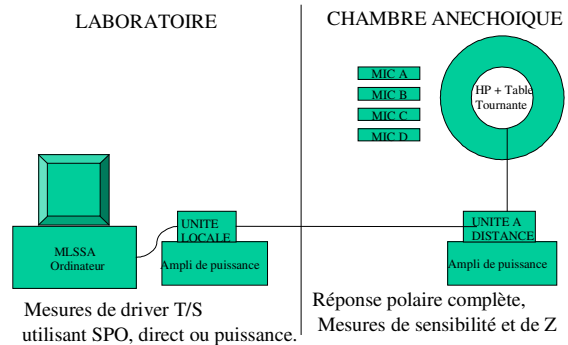 LABORATOIRE
CHAMBRE ANECHOIQUE
MIC A
MIC B
MIC C
MIC D
HP + Table
Tournante
MLSSA
Ordinateur
UNITE
LOCALE
Ampli de puissance
UNITE A
DISTANCE
Ampli de puissance
Mesures de driver T/S
utilisant SPO, direct ou puissance.
Réponse polaire complète,
Mesures de sensibilité et de Z